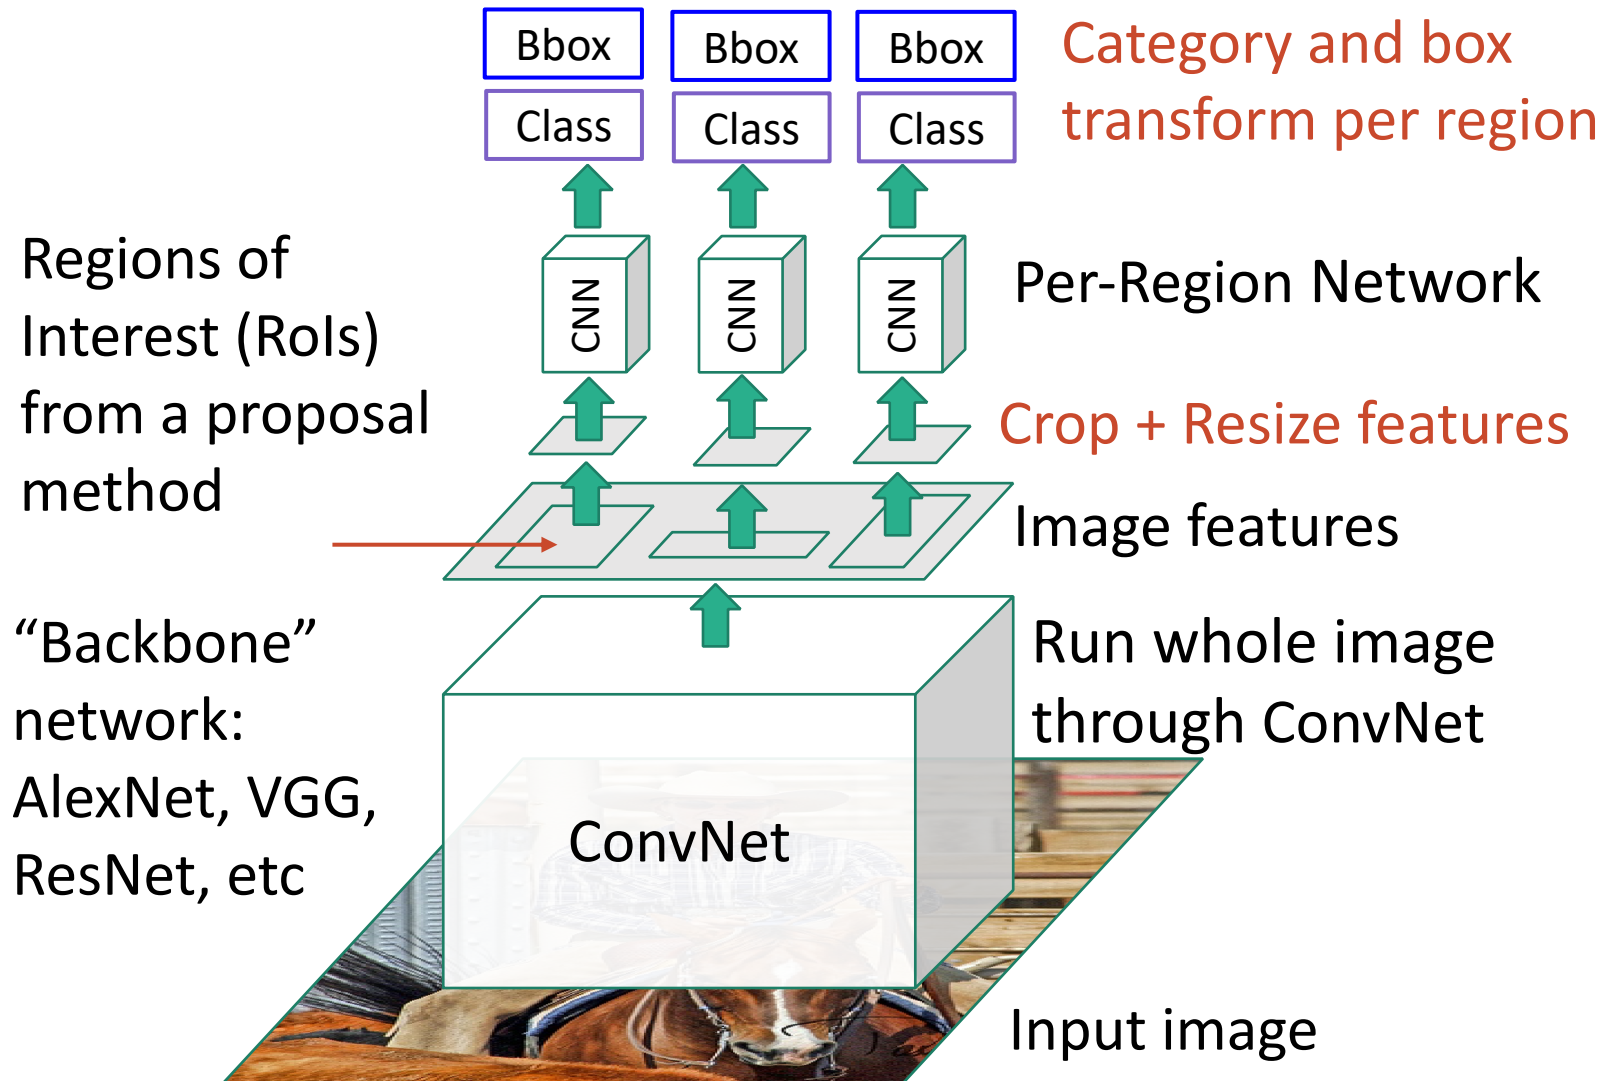 Bbox Bbox Bbox
Class Class Class
Category and box
transform per region
CNN CNN CNN
Per-Region Network
Regions of
Interest (RoIs)
from a proposal
method
Crop + Resize features
Image features
“Backbone”
network:
AlexNet, VGG,
ResNet, etc
Run whole image
through ConvNet
ConvNet
Input image